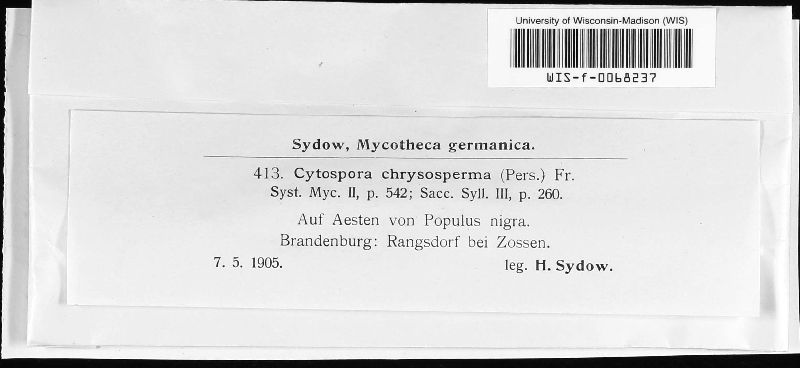 University of Wisconsin-Madison (WIS)
WIS-f-0068237
Sydow, Mycotheca germanica.
413. Cytospora chrysosperma (Pers.) Fr.
Syst. Myc. II, p. 542; Sacc. Syll. III, p. 260.
Auf Aesten von Populus nigra.
Brandenburg: Rangsdorf bei Zossen.
7. 5. 1905. leg. H. Sydow.